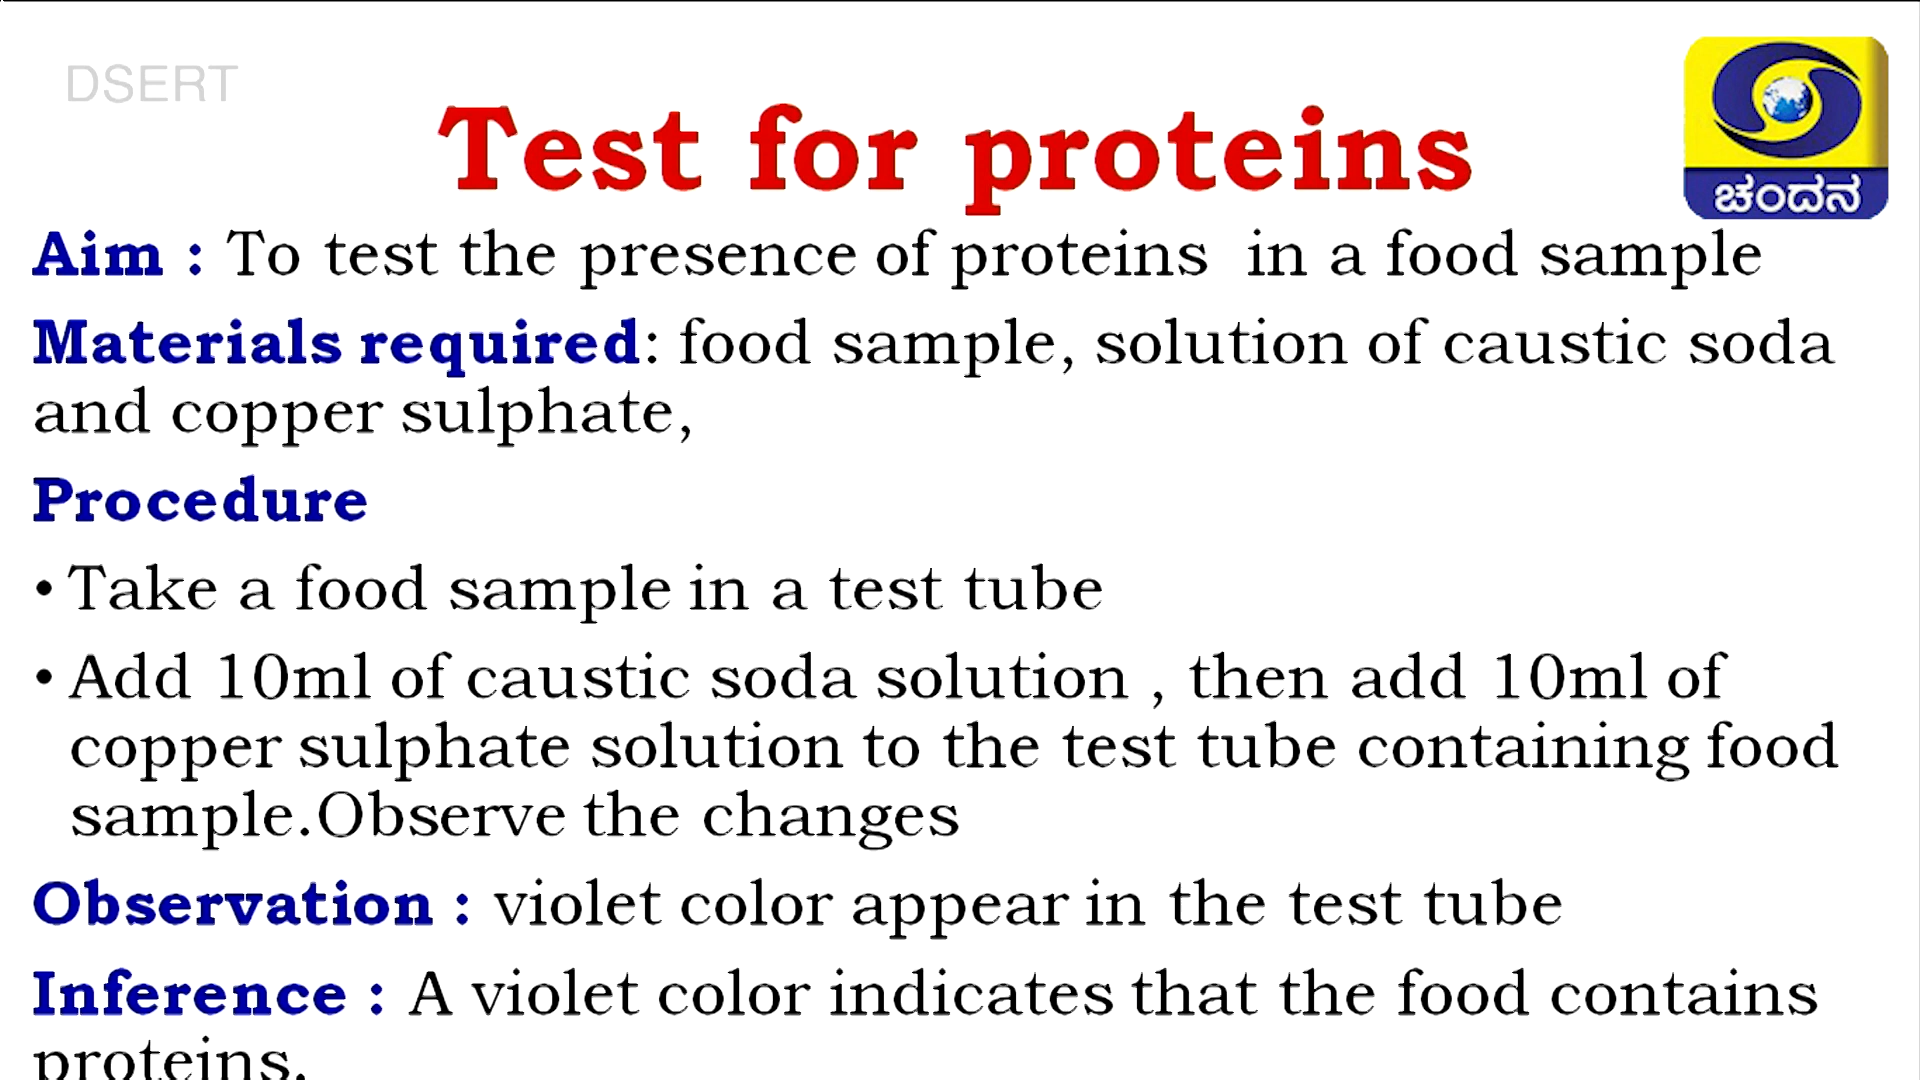 DSERT
Test for proteins
ಚಂದನ
Aim : To test the presence of proteins in a food sample
Materials required: food sample, solution of caustic soda
and copper sulphate,
Procedure
• Take a food sample in a test tube
• Add 10ml of caustic soda solution , then add 10ml of
copper sulphate solution to the test tube containing food
sample.Observe the changes
Observation : violet color appear in the test tube
Inference : A violet color indicates that the food contains
proteins.